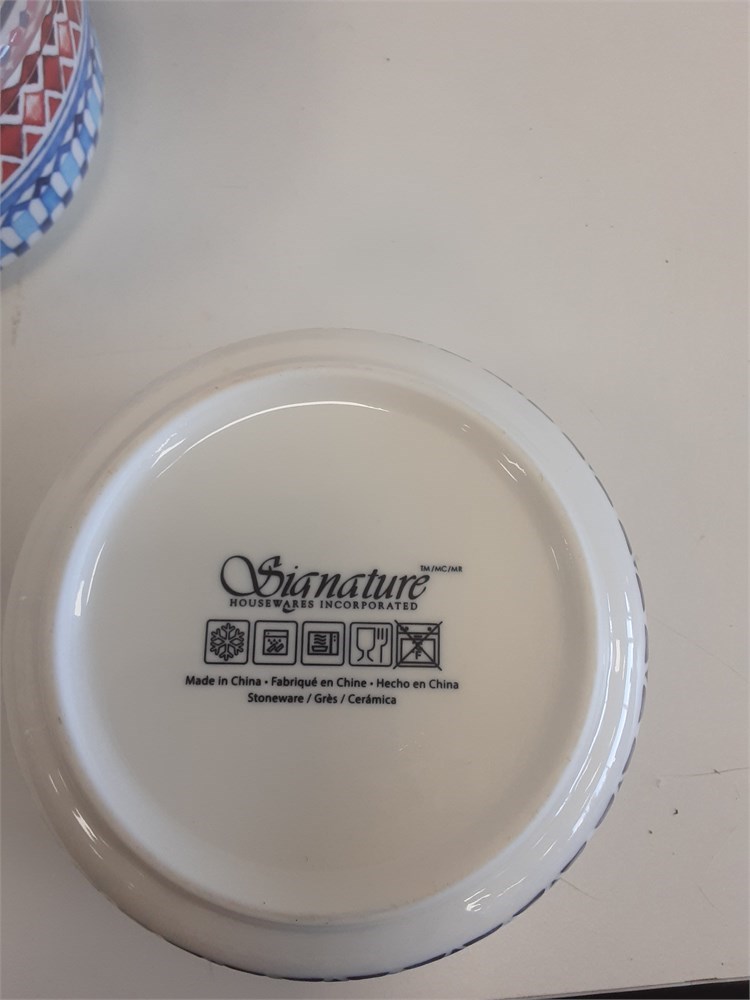 Signature TM/MC/MR
HOUSEWARES INCORPORATED
Made in China • Fabriqué en Chine • Hecho en China
Stoneware / Grès / Cerámica